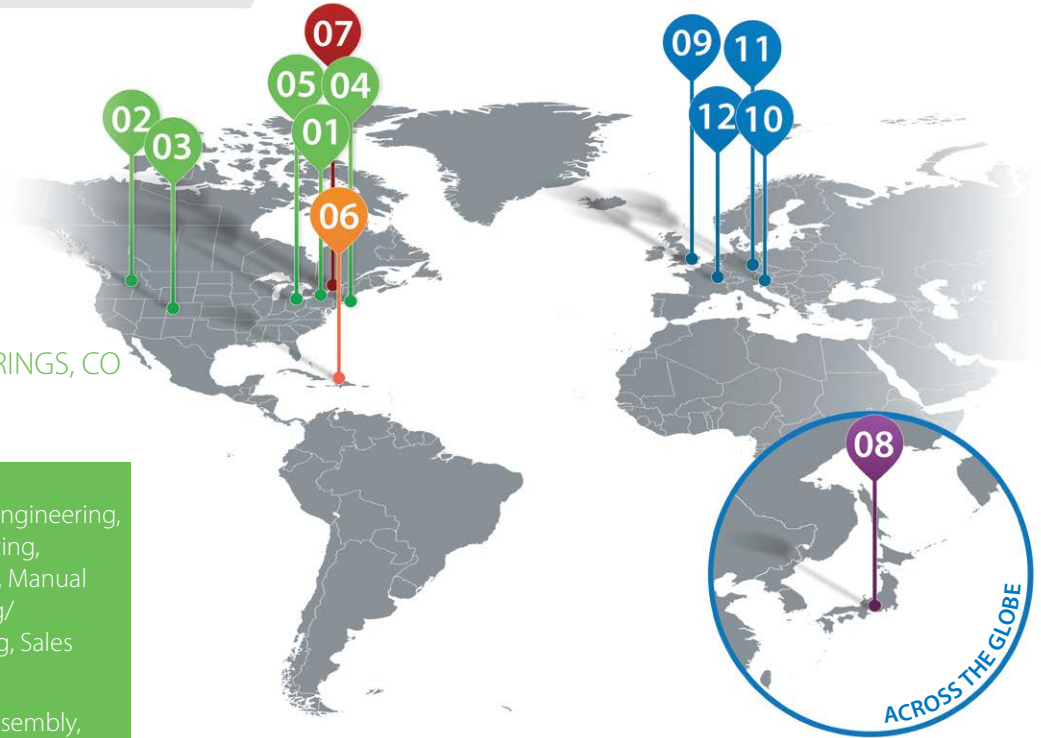 07
09
11
05
04
02
01
12
10
03
06
RINGS, CO
08
ngineering,
ting,
, Manual
g/
g, Sales
sembly,
ACROSS THE GLOBE